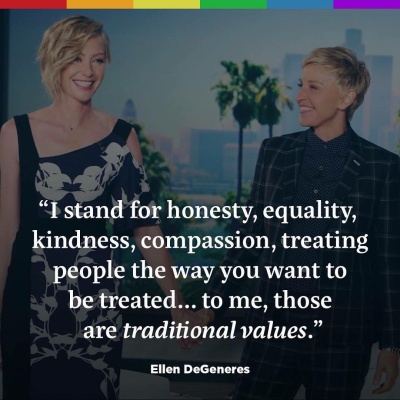 “I stand for honesty, equality,
kindness, compassion, treating
people the way you want to
be treated... to me, those
are traditional values.”
Ellen DeGeneres